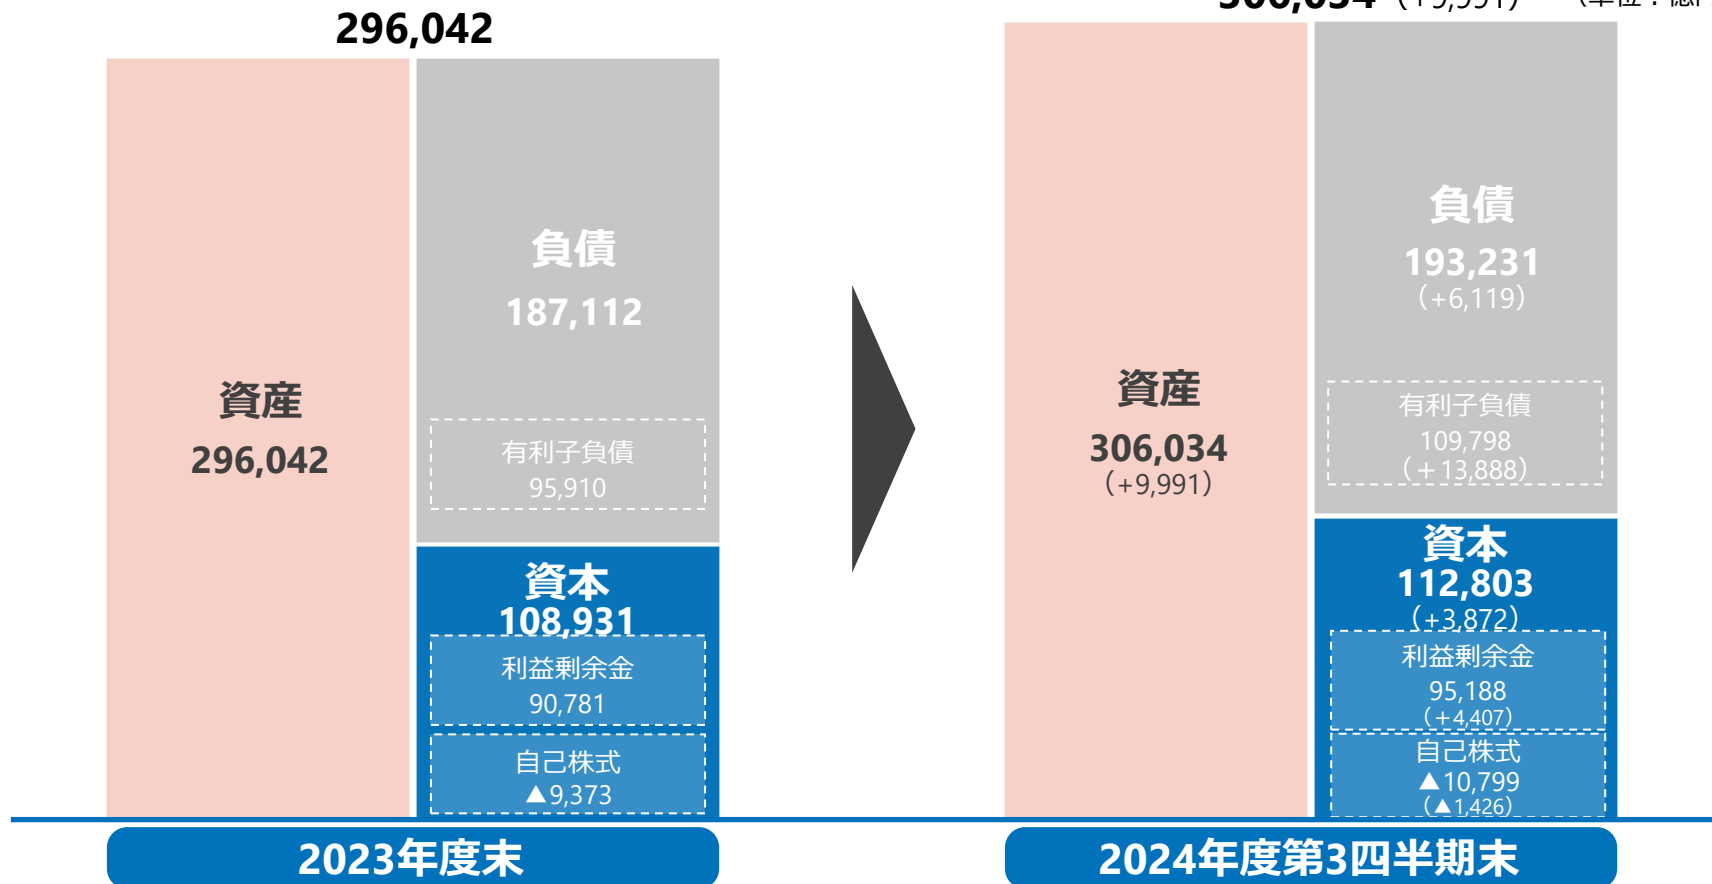 296,042
資産
296,042
負債
187,112
有利子負債
95,910
資本
108,931
利益剰余金
90,781
自己株式
▲9,373
2023年度末
306,034（+9,991）
資産
306,034
（+9,991）
負債
193,231
（+6,119）
有利子負債
109,798
（＋13,888）
資本
112,803
（+3,872）
利益剰余金
95,188
（＋4,407）
自己株式
▲10,799
（▲1,426）
2024年度第3四半期末